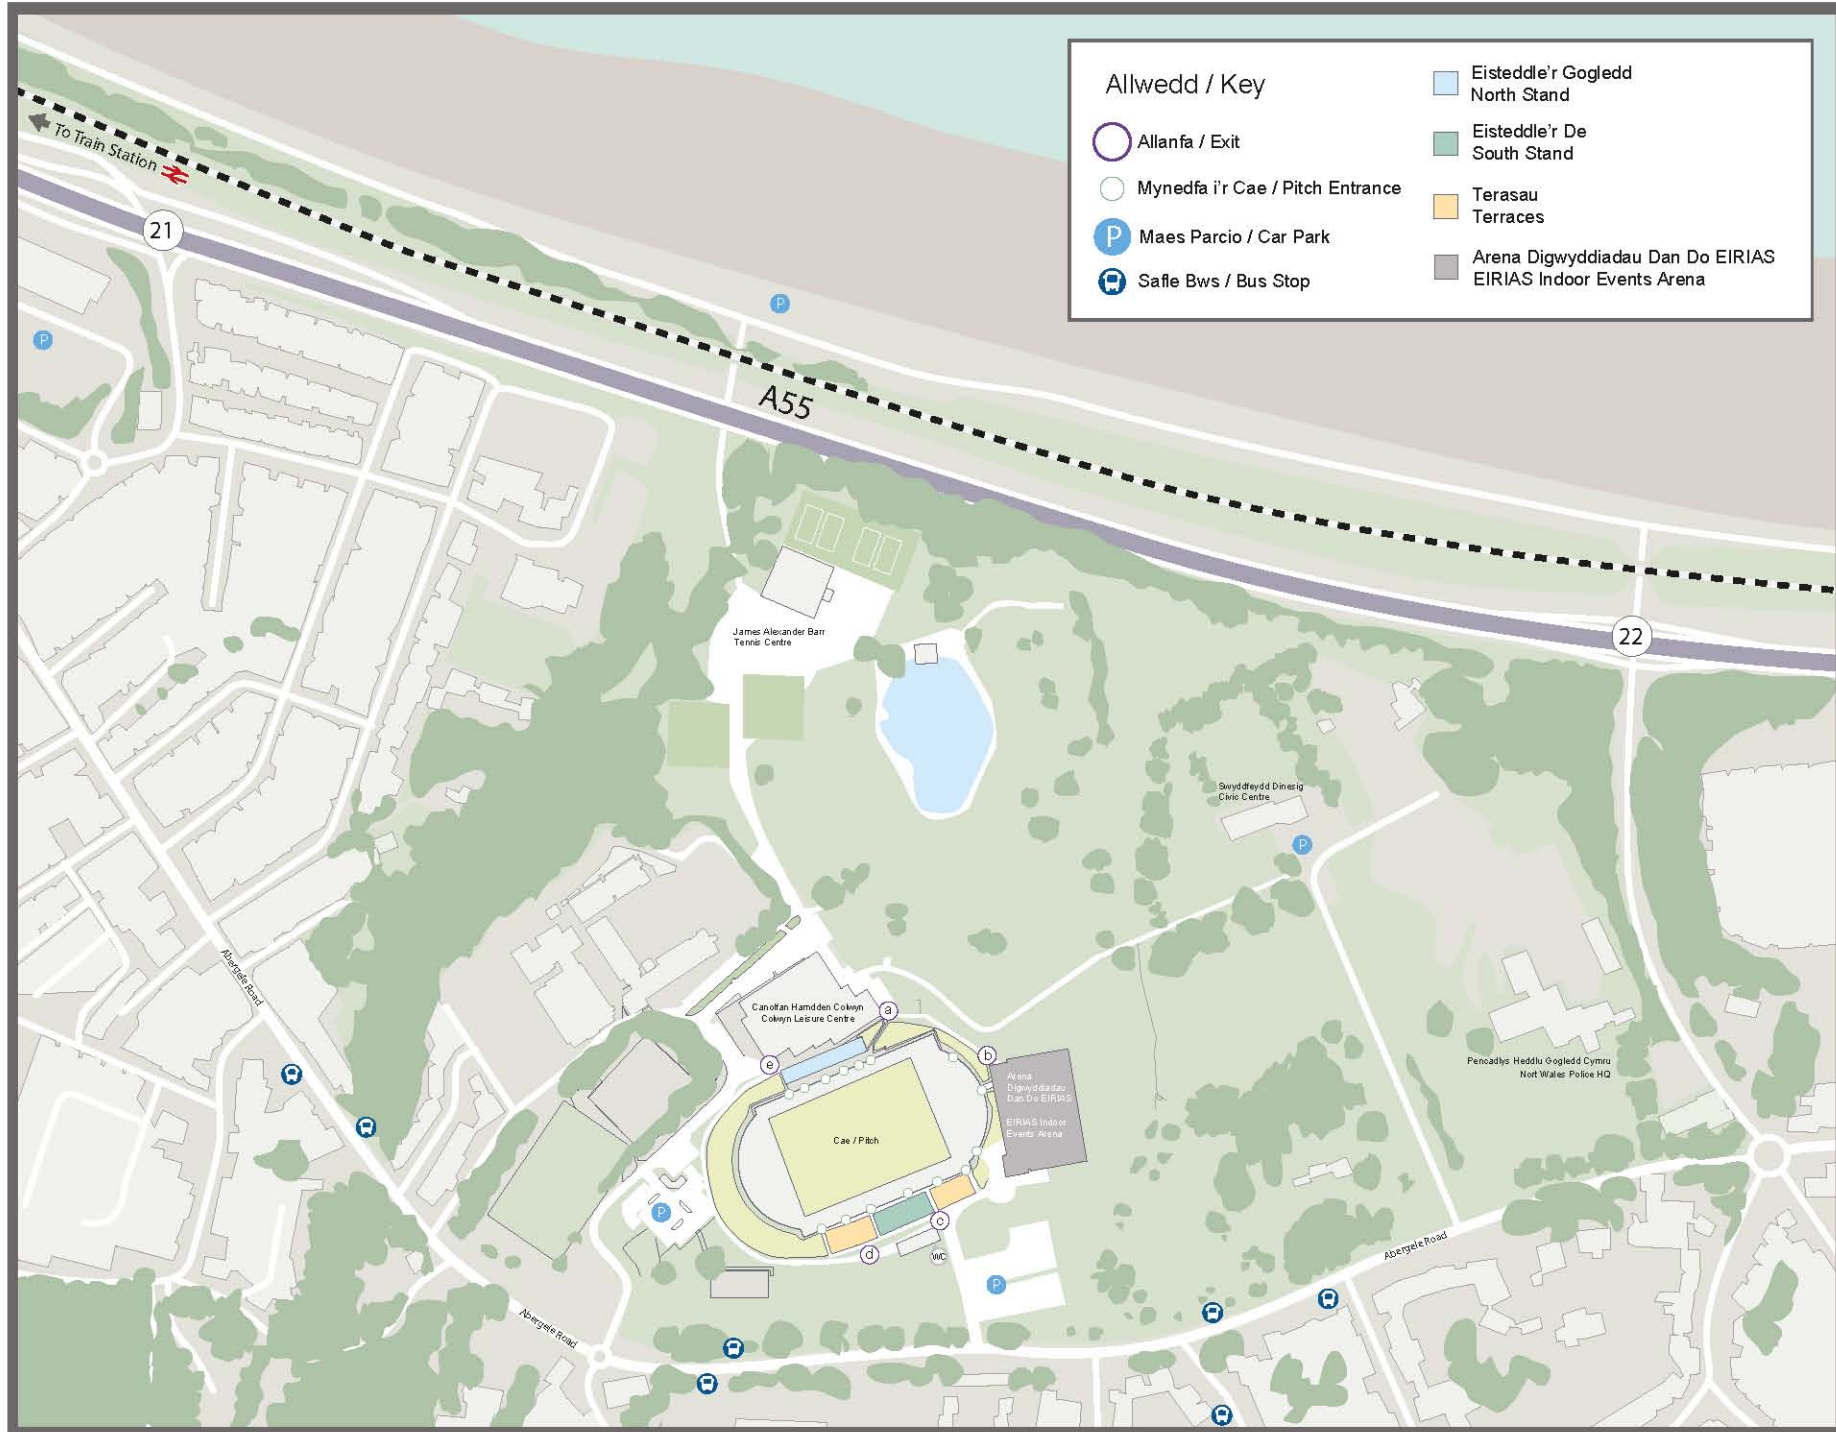 Allwedd / Key
Allanfa / Exit
Mynedfa i'r Cae / Pitch Entrance
P Maes Parcio / Car Park
Safle Bws / Bus Stop
Eisteddle'r Gogledd
North Stand
Eisteddle'r De
South Stand
Terasau
Terraces
Arena Digwyddiadau Dan Do EIRIAS
EIRIAS Indoor Events Arena
To Train Station
21
P
P
A55
22
James Alexander Barr
Tennis Centre
Swyddfeydd Dinesig
Civic Centre
P
Abergele Road
Canolfan Hamdden Colwyn
Colwyn Leisure Centre
a
b
e
Arena
Digwyddiadau
Dan Do EIRIAS
EIRIAS Indoor
Events Arena
Pencadlys Heddlu Gogledd Cymru
Nort Wales Police HQ
Cae / Pitch
P
c
d
WC
P
Abergele Road
Abergele Road